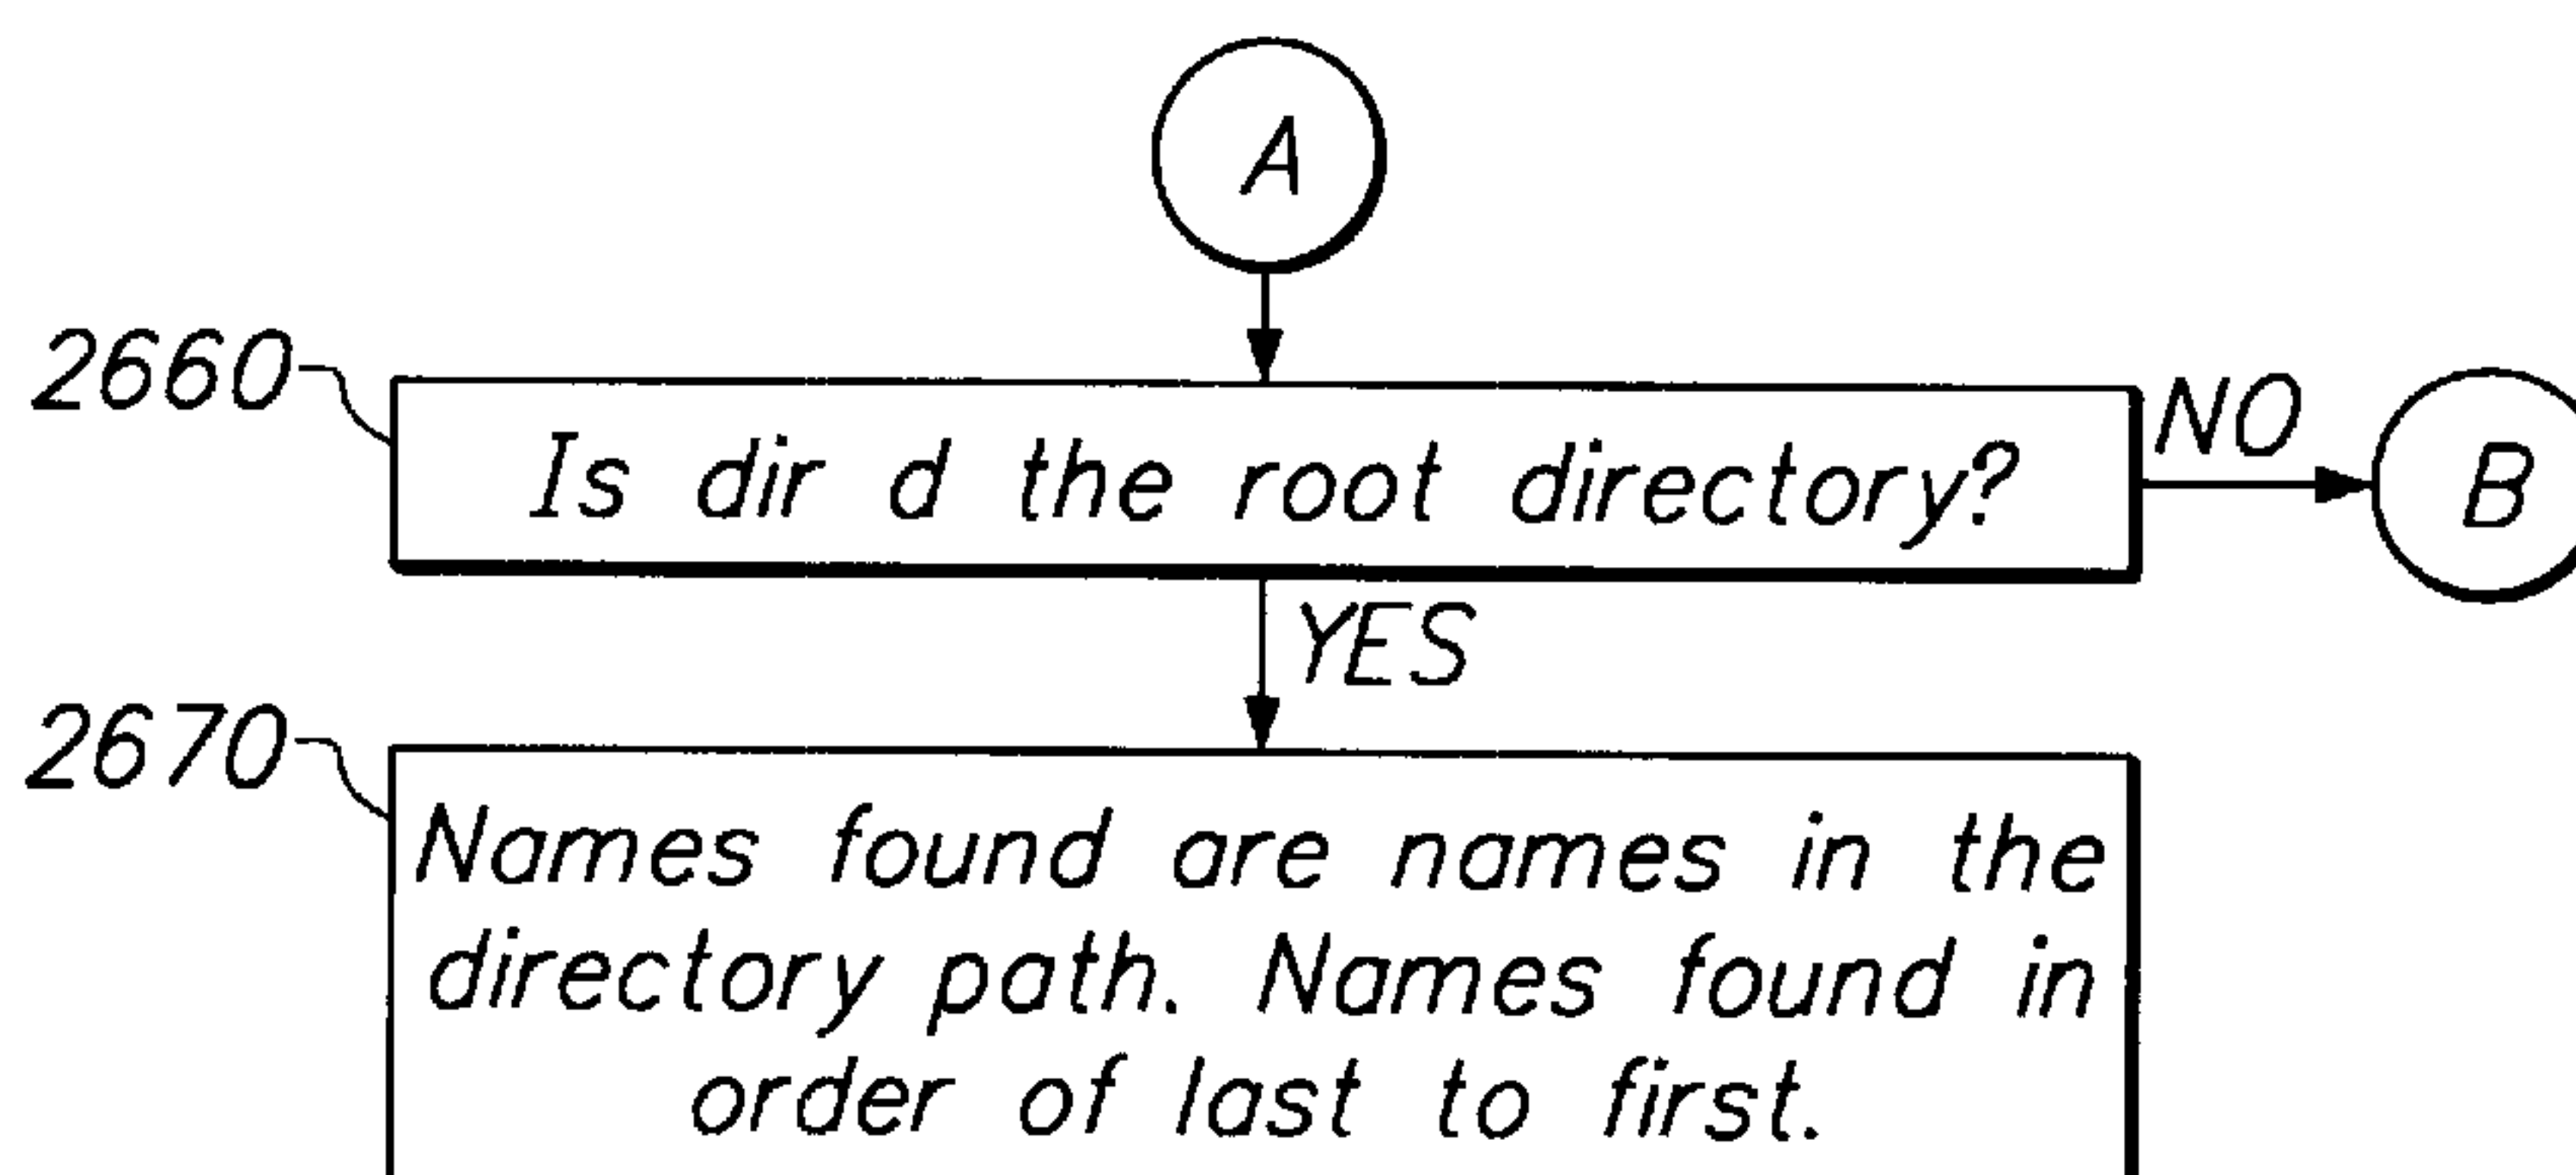 A
2660
Is dir d the root directory?
NO
B
YES
2670
Names found are names in the
directory path. Names found in
order of last to first.